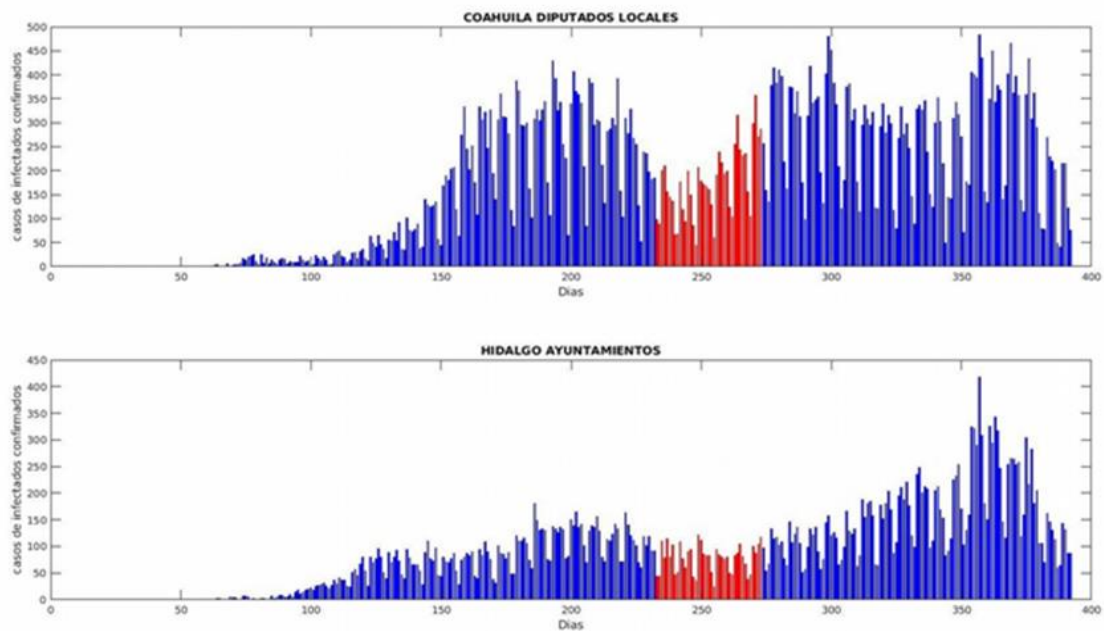 COAHUILA DIPUTADOS LOCALES
casos de infectados confirmados
500
450
400
350
300
250
200
150
100
50
0
0 50 100 150 200 250 300 350 400
Dias
HIDALGO AYUNTAMIENTOS
casos de infectados confirmados
450
400
350
300
250
200
150
100
50
0
0 50 100 150 200 250 300 350 400
Dias